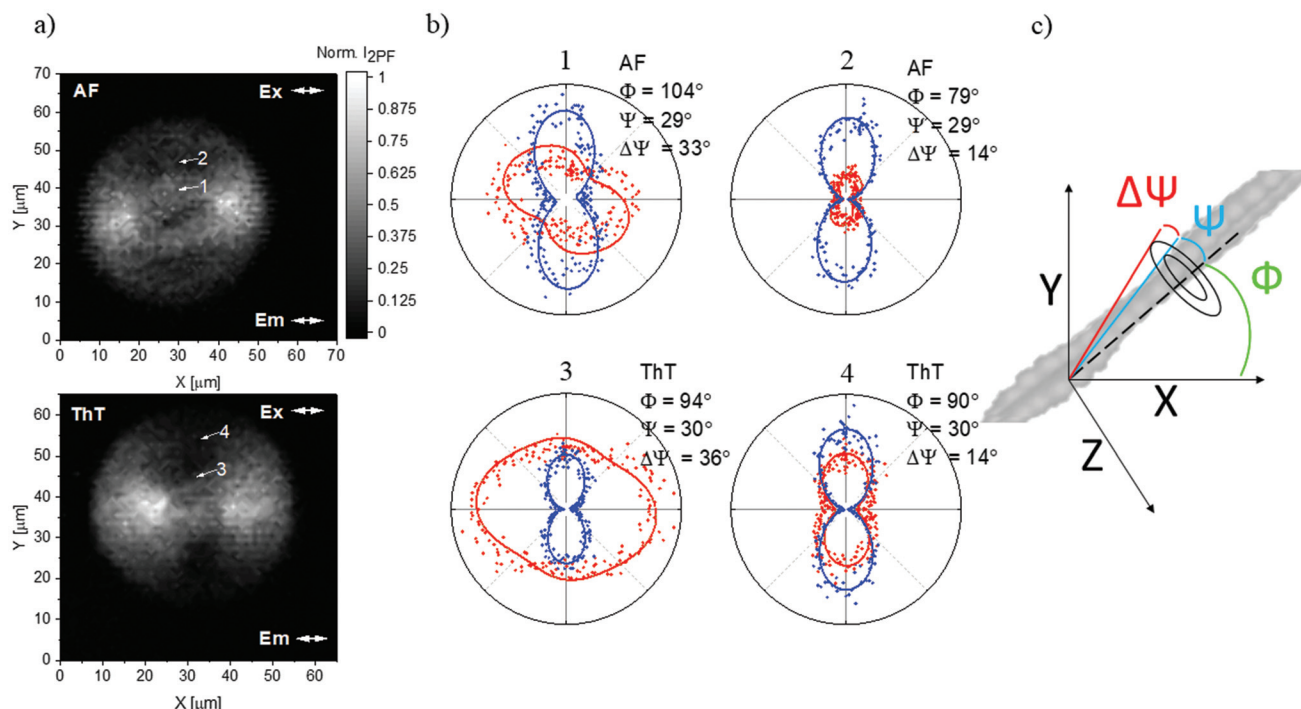 a)
Norm. I2PF
AF
Ex
2
1
Em
Y [μm]
70
60
50
40
30
20
10
0
0 10 20 30 40 50 60 70
X [μm]
1
0.875
0.75
0.625
0.5
0.375
0.25
0.125
0
ThT
Ex
4
3
Em
Y [μm]
60
50
40
30
20
10
0
0 10 20 30 40 50 60
X [μm]
b)
1
AF
Φ = 104°
Ψ = 29°
ΔΨ = 33°
2
AF
Φ = 79°
Ψ = 29°
ΔΨ = 14°
3
ThT
Φ = 94°
Ψ = 30°
ΔΨ = 36°
4
ThT
Φ = 90°
Ψ = 30°
ΔΨ = 14°
c)
ΔΨ
Ψ
Φ
Y
X
Z